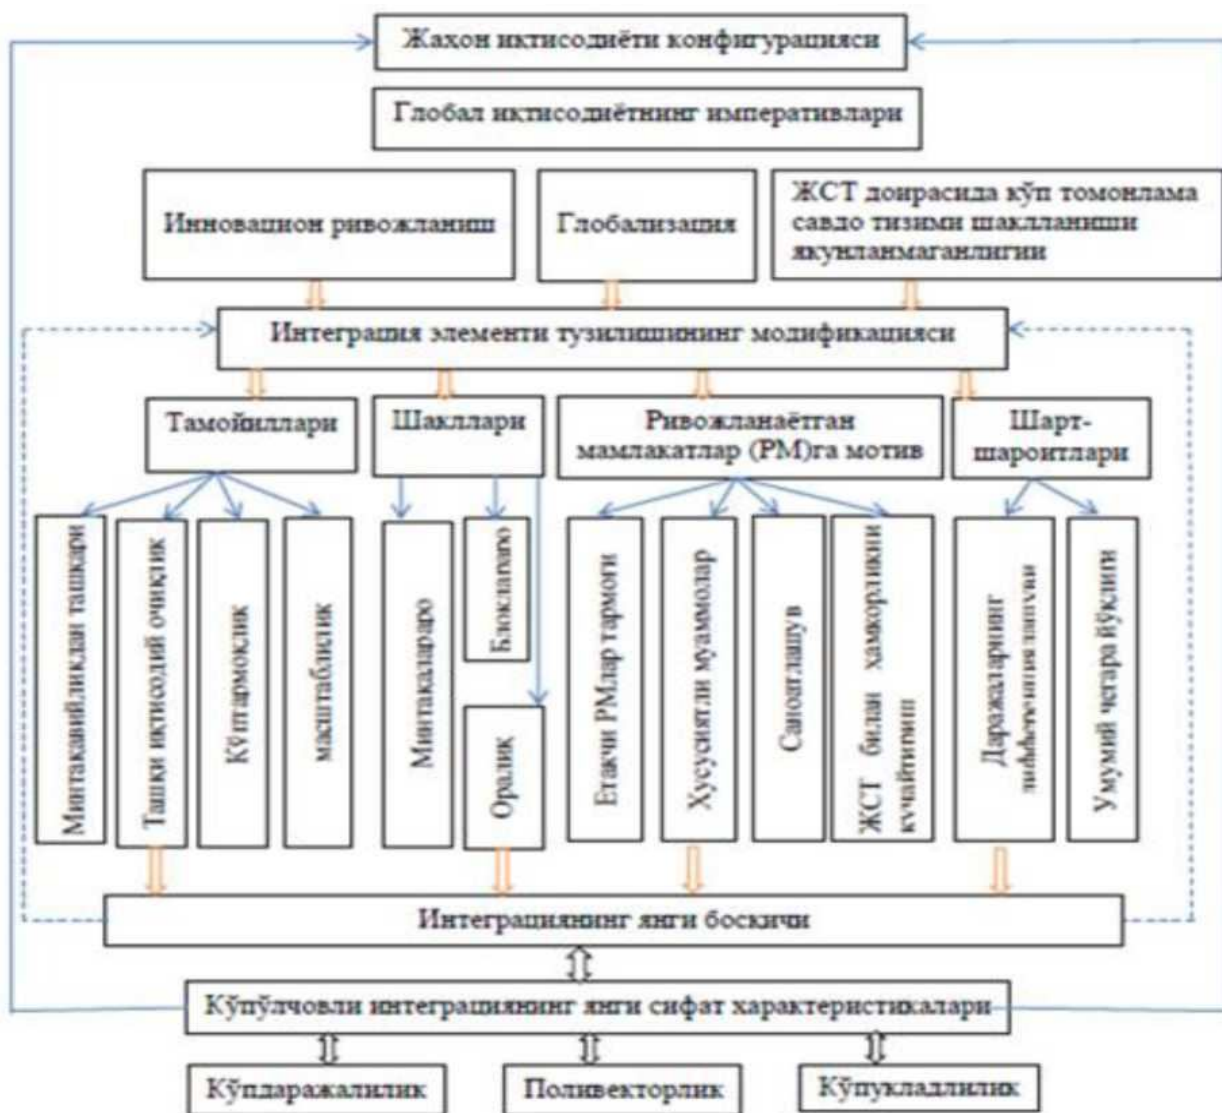 Жаҳон иқтисодиёти конфигурацияси
Глобал иқтисодиётнинг императивлари
Инновацион ривожланиш
Глобализация
ЖСТ доирасида кўп томонлама
савдо тизими шаклланиши
якунланмаганлигии
Интеграция элементи тузилишининг модификацияси
Тамойиллари
Шакллари
Ривожланаётган
мамлакатлар (РМ)га мотив
Шарт-
шароитлари
Минтақавийликдан ташқари
Ташқи иқтисодий очиқлик
Кўптармоқлик
масштаблилик
Минтақалараро
Блоклараро
Оралиқ
Етакчи РМлар тармоғи
Хусусиятли муаммолар
Саноатлашув
ЖСТ билан ҳамкорликни
кучайтириш
Даражаларнинг
дифференциялашуви
Умумий чегара йўқлиги
Интеграциянинг янги босқичи
Кўпўлчовли интеграциянинг янги сифат характеристикалари
Кўпдаражалилик
Поливекторлик
Кўпукладлилик